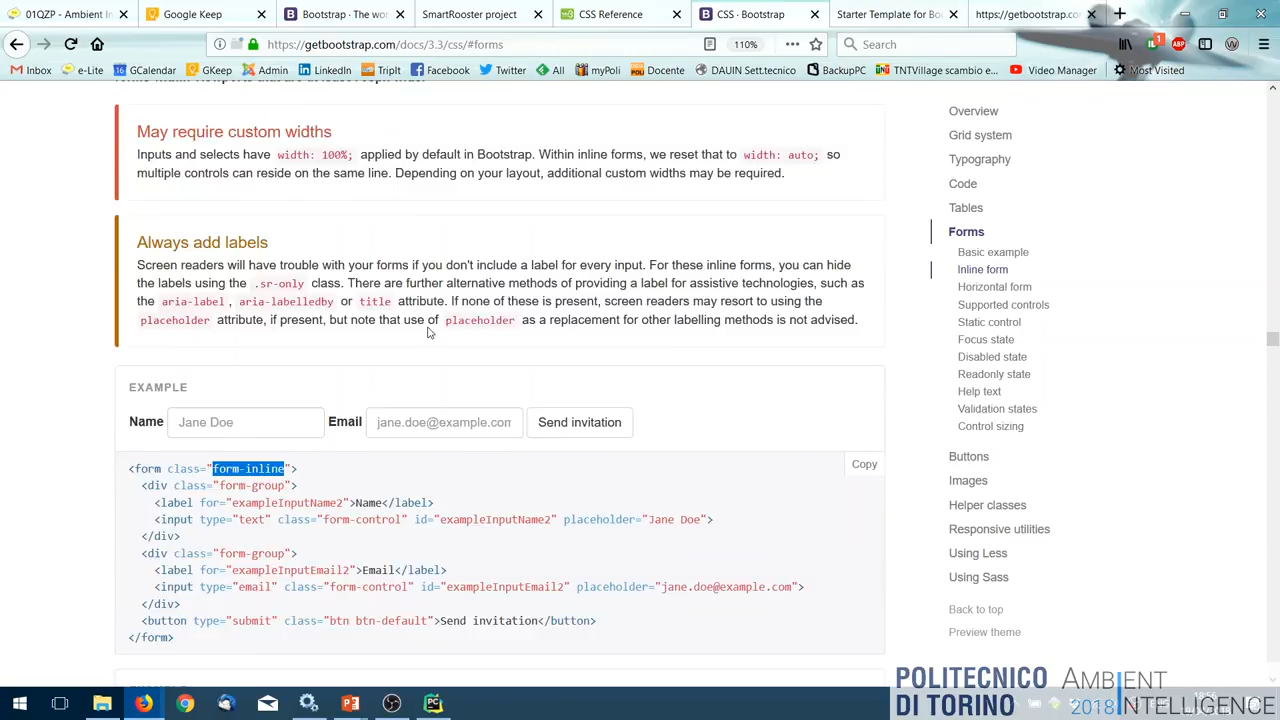 01QZP - Ambient In
Google Keep
Bootstrap · The wor
SmartRooster project
CSS Reference
CSS · Bootstrap
Starter Template for Bo
https://getbootstrap.co
https://getbootstrap.com/docs/3.3/css/#forms
110%
Search
Inbox
e-Lite
GCalendar
GKeep
Admin
LinkedIn
TripIt
Facebook
Twitter
All
myPoli
Docente
DAUIN Sett.tecnico
BackupPC
TNTVillage scambio e...
Video Manager
Most Visited
May require custom widths
Inputs and selects have width: 100%; applied by default in Bootstrap. Within inline forms, we reset that to width: auto; so
multiple controls can reside on the same line. Depending on your layout, additional custom widths may be required.
Always add labels
Screen readers will have trouble with your forms if you don't include a label for every input. For these inline forms, you can hide
the labels using the .sr-only class. There are further alternative methods of providing a label for assistive technologies, such as
the aria-label , aria-labelledby or title attribute. If none of these is present, screen readers may resort to using the
placeholder attribute, if present, but note that use of placeholder as a replacement for other labelling methods is not advised.
EXAMPLE
Name Jane Doe Email jane.doe@example.com Send invitation
Copy
<form class="form-inline">
<div class="form-group">
<label for="exampleInputName2">Name</label>
<input type="text" class="form-control" id="exampleInputName2" placeholder="Jane Doe">
</div>
<div class="form-group">
<label for="exampleInputEmail2">Email</label>
<input type="email" class="form-control" id="exampleInputEmail2" placeholder="jane.doe@example.com">
</div>
<button type="submit" class="btn btn-default">Send invitation</button>
</form>
Overview
Grid system
Typography
Code
Tables
Forms
Basic example
Inline form
Horizontal form
Supported controls
Static control
Focus state
Disabled state
Readonly state
Help text
Validation states
Control sizing
Buttons
Images
Helper classes
Responsive utilities
Using Less
Using Sass
Back to top
Preview theme
POLITECNICO
DI TORINO
AMBIENT
2018 INTELLIGENCE